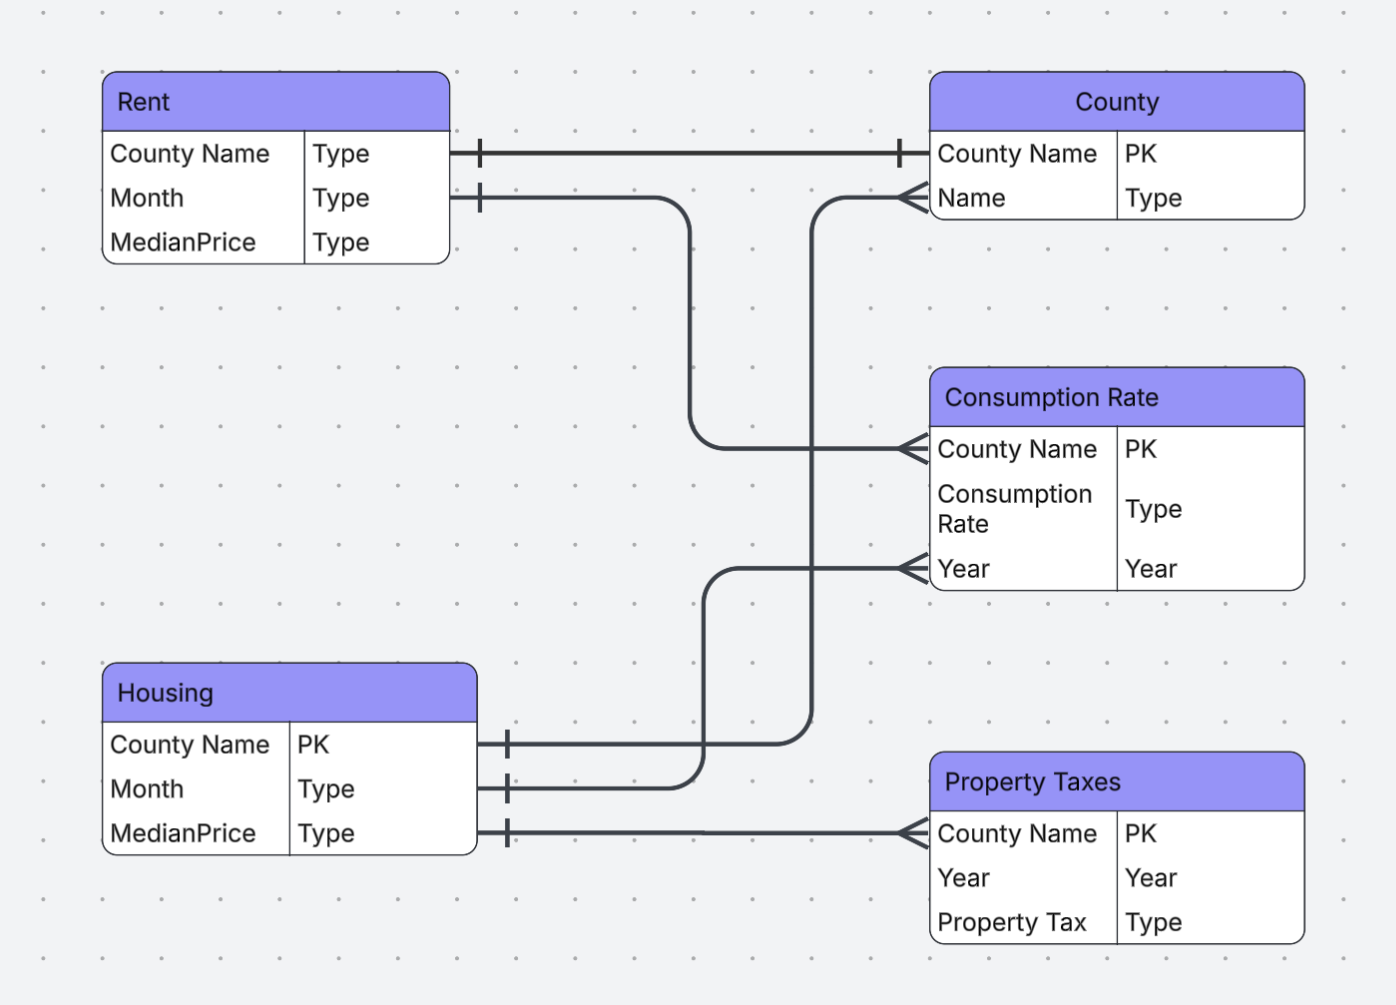 Rent
County Name Type
Month Type
MedianPrice Type
County
County Name PK
Name Type
Consumption Rate
County Name PK
Consumption
Rate
Type
Year Year
Housing
County Name PK
Month Type
MedianPrice Type
Property Taxes
County Name PK
Year Year
Property Tax Type